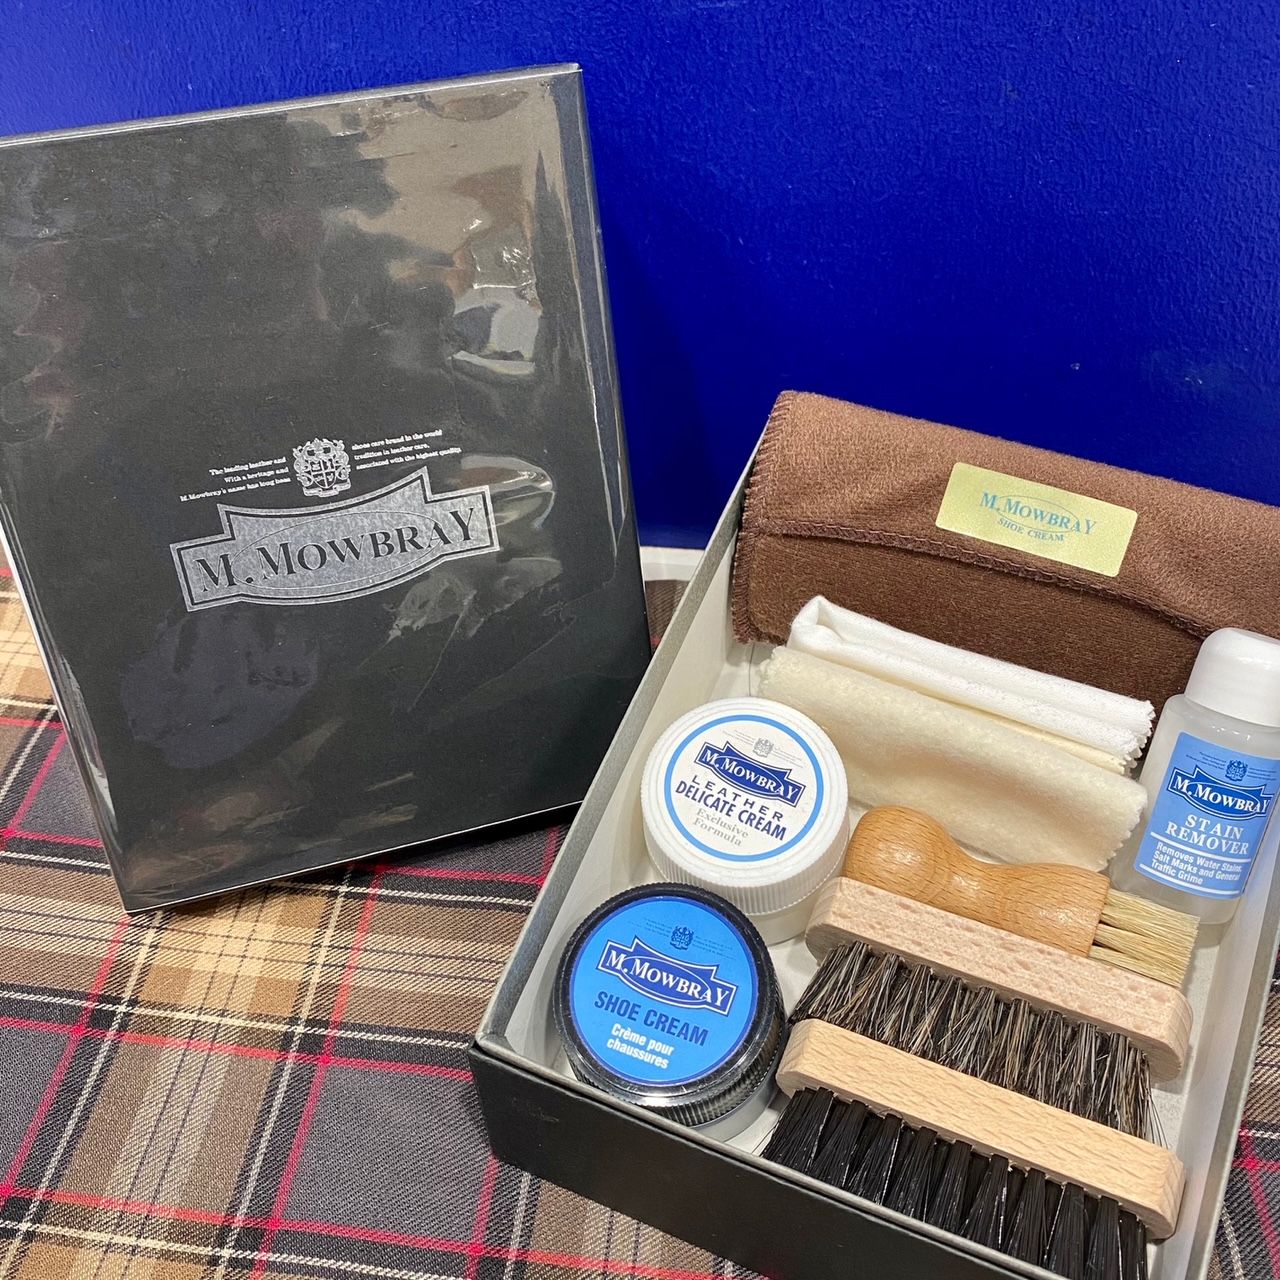 The leading leather and shoes care brand in the world
With a heritage and tradition in leather care,
M.Mowbray's name has long been associated with the highest quality.
M. MOWBRAY
M. MOWBRAY
SHOE CREAM
M. MOWBRAY
LEATHER
DELICATE CREAM
Exclusive
Formula
M. MOWBRAY
STAIN
REMOVER
Removes Water Stains,
Salt Marks and General
Traffic Grime
M. MOWBRAY
SHOE CREAM
Crème pour
chaussures